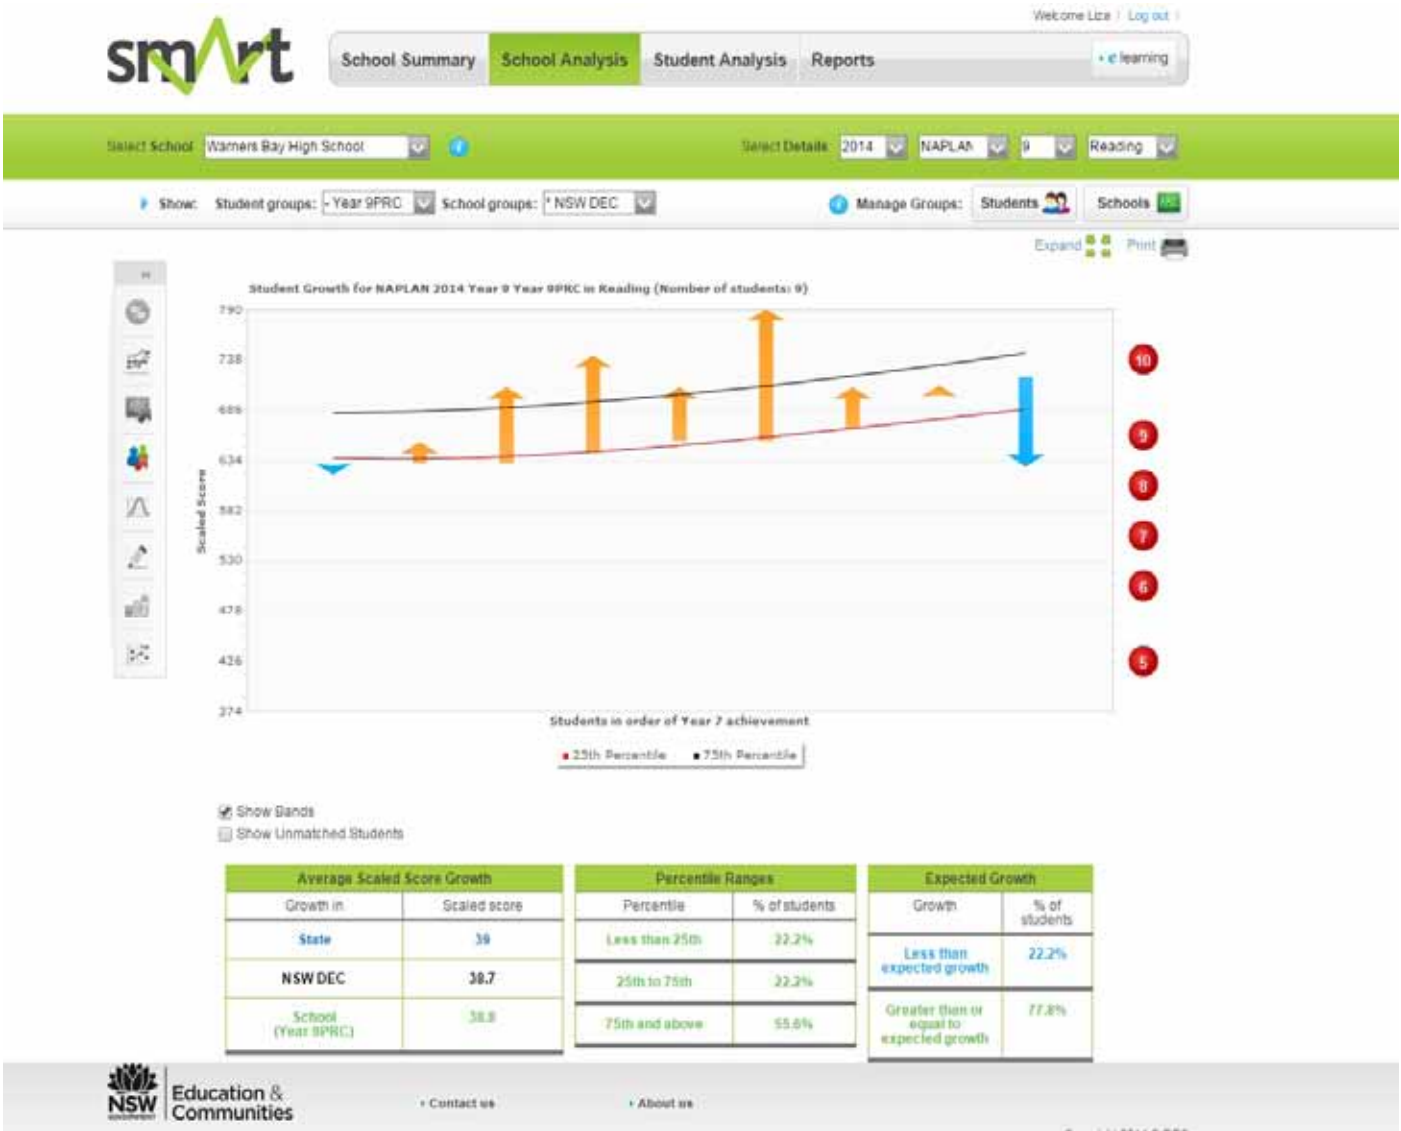 Welcome Liza | Log out
smart
School Summary School Analysis Student Analysis Reports
e learning
Select School Warners Bay High School Select Details 2014 NAPLAN 9 Reading
Show: Student groups: - Year 9PRC School groups: * NSW DEC Manage Groups: Students Schools
Expand Print
Student Growth for NAPLAN 2014 Year 9 Year 9PRC in Reading (Number of students: 9)
790
738
686
634
582
530
478
426
374
Scaled Score
10
9
8
7
6
5
Students in order of Year 7 achievement
25th Percentile 75th Percentile
Show Bands
Show Unmatched Students
Average Scaled Score Growth
Growth in Scaled score
State 39
NSW DEC 38.7
School (Year 9PRC) 38.8
Percentile Ranges
Percentile % of students
Less than 25th 22.2%
25th to 75th 22.2%
75th and above 55.6%
Expected Growth
Growth % of students
Less than expected growth 22.2%
Greater than or equal to expected growth 77.8%
NSW
GOVERNMENT
Education &
Communities
Contact us About us